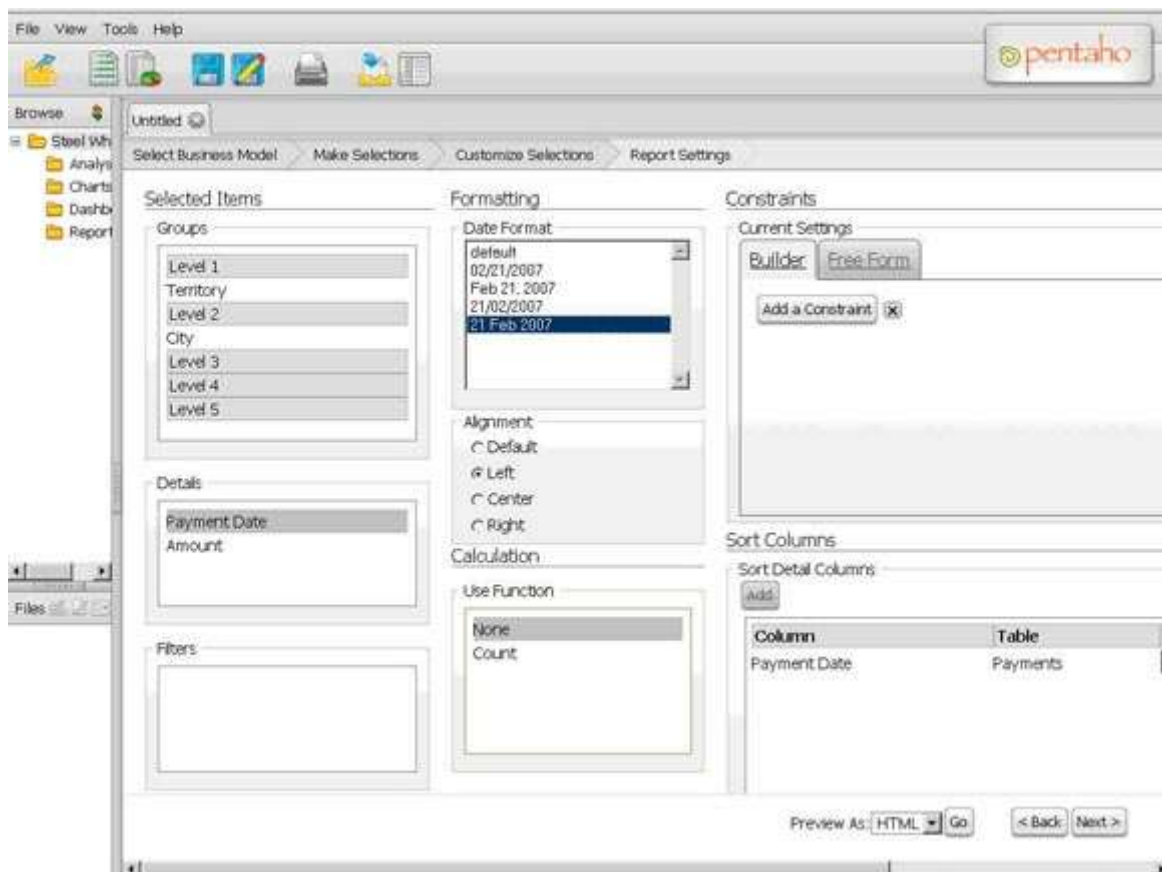 File View Tools Help
pentaho
Browse
Untitled
Steel Wh
Analys
Charts
Dashb
Report
Select Business Model
Make Selections
Customize Selections
Report Settings
Selected Items
Groups
Level 1
Territory
Level 2
City
Level 3
Level 4
Level 5
Details
Payment Date
Amount
Filters
Formatting
Date Format
default
02/21/2007
Feb 21, 2007
21/02/2007
21 Feb 2007
Alignment
Default
Left
Center
Right
Calculation
Use Function
None
Count
Constraints
Current Settings
Builder
Free Form
Add a Constraint
Sort Columns
Sort Detail Columns
Add
Column Table
Payment Date Payments
Files
Preview As: HTML Go
< Back Next >